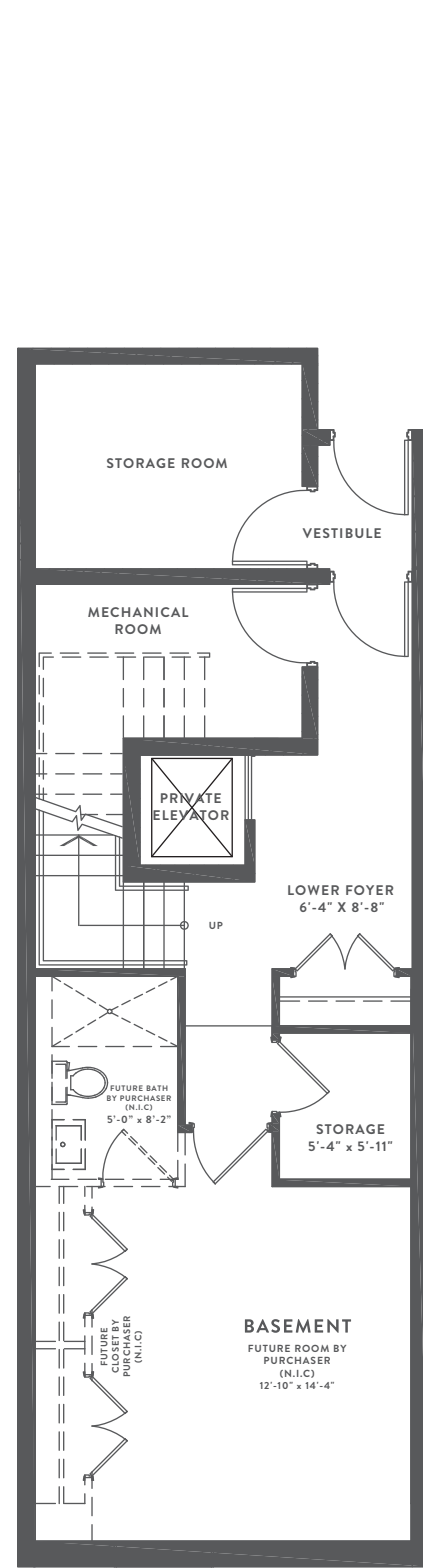 STORAGE ROOM
VESTIBULE
MECHANICAL
ROOM
PRIVATE
ELEVATOR
LOWER FOYER
6'-4" X 8'-8"
UP
FUTURE BATH
BY PURCHASER
(N.I.C)
5'-0" x 8'-2"
STORAGE
5'-4" x 5'-11"
FUTURE
CLOSET BY
PURCHASER
(N.I.C)
BASEMENT
FUTURE ROOM BY
PURCHASER
(N.I.C)
12'-10" x 14'-4"